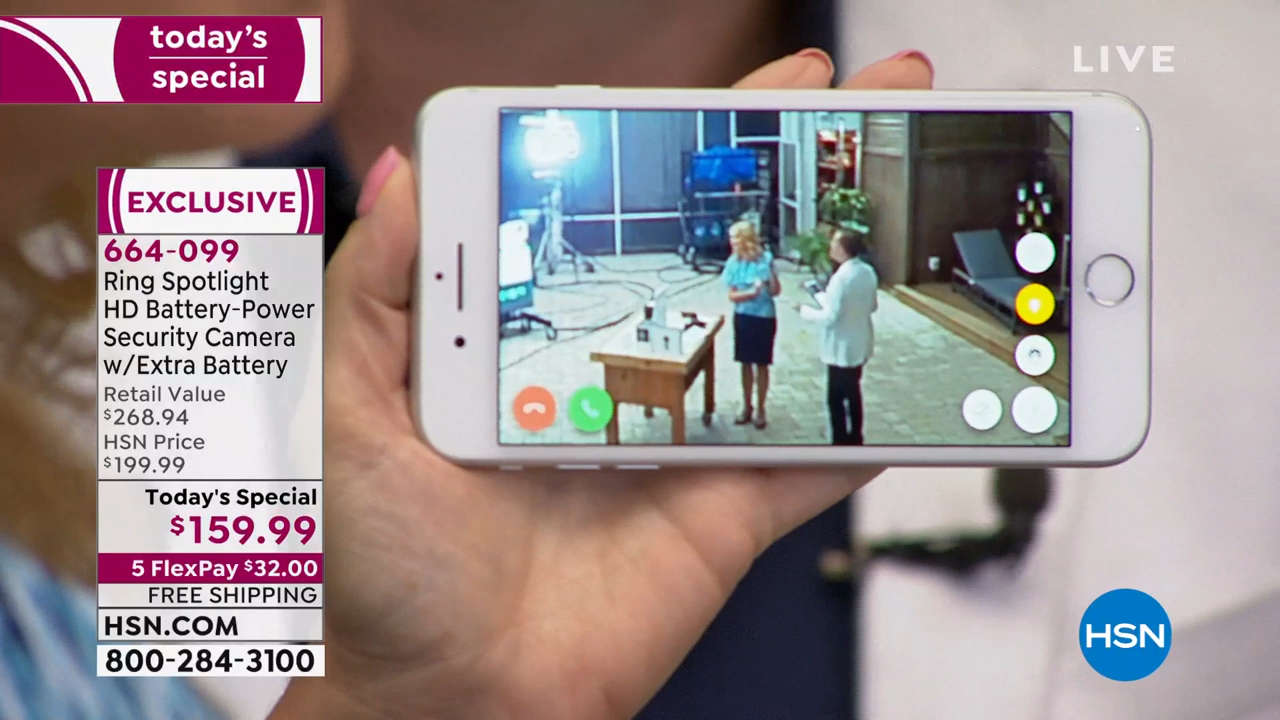 today's
special
LIVE
EXCLUSIVE
664-099
Ring Spotlight
HD Battery-Power
Security Camera
w/Extra Battery
Retail Value
$268.94
HSN Price
$199.99
Today's Special
$159.99
5 FlexPay $32.00
FREE SHIPPING
HSN.COM
800-284-3100
HSN